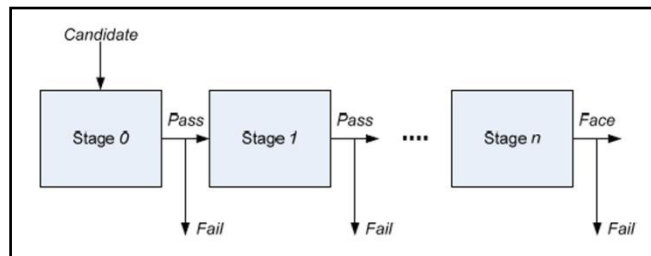 Candidate
Stage 0
Pass
Stage 1
Pass
....
Stage n
Face
Fail
Fail
Fail